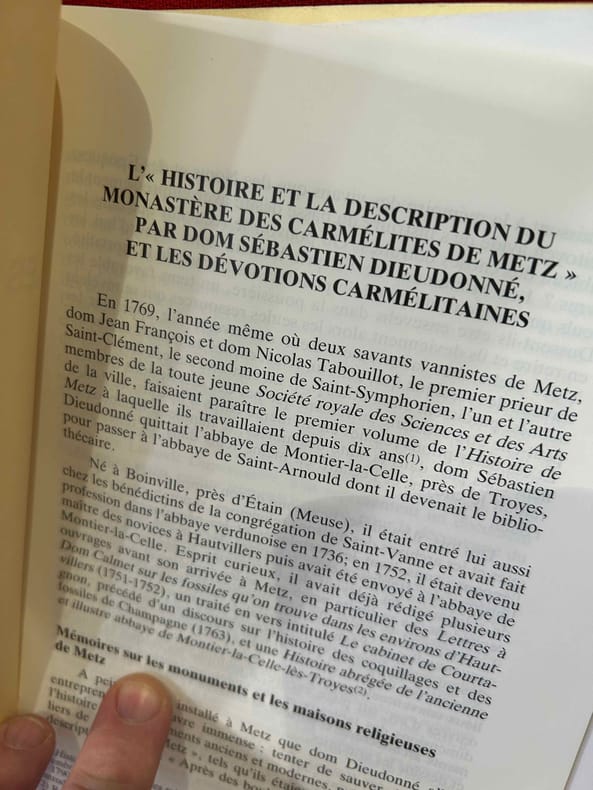 L'« HISTOIRE ET LA DESCRIPTION DU
MONASTÈRE DES CARMÉLITES DE METZ »
PAR DOM SÉBASTIEN DIEUDONNÉ,
ET LES DÉVOTIONS CARMÉLITAINES
En 1769, l'année même où deux savants vannistes de Metz,
dom Jean François et dom Nicolas Tabouillot, le premier prieur de
Saint-Clément, le second moine de Saint-Symphorien, l'un et l'autre
membres de la toute jeune Société royale des Sciences et des Arts
de la ville, faisaient paraître le premier volume de l'Histoire de
Metz à laquelle ils travaillaient depuis dix ans(1), dom Sébastien
Dieudonné quittait l'abbaye de Montier-la-Celle, près de Troyes,
pour passer à l'abbaye de Saint-Arnould dont il devenait le biblio-
thécaire.
Né à Boinville, près d'Étain (Meuse), il était entré lui aussi
chez les bénédictins de la congrégation de Saint-Vanne et avait fait
profession dans l'abbaye verdunoise en 1736; en 1752, il était devenu
maître des novices à Hautvillers puis avait été envoyé à l'abbaye de
Montier-la-Celle. Esprit curieux, il avait déjà rédigé plusieurs
ouvrages avant son arrivée à Metz, en particulier des Lettres à
Dom Calmet sur les fossiles qu'on trouve dans les environs d'Haut-
villers (1751-1752), un traité en vers intitulé Le cabinet de Courta-
gnon, précédé d'un discours sur l'histoire des coquillages et des
fossiles de Champagne (1763), et une Histoire abrégée de l'ancienne
et illustre abbaye de Montier-la-Celle-lès-Troyes(2).
Mémoires sur les monuments et les maisons religieuses
de Metz
À installé à Metz que dom Dieudonné
immense : tenter de sauver
l'histoire anciens et modernes,
liers de Metz », tels qu'ils
« Après des